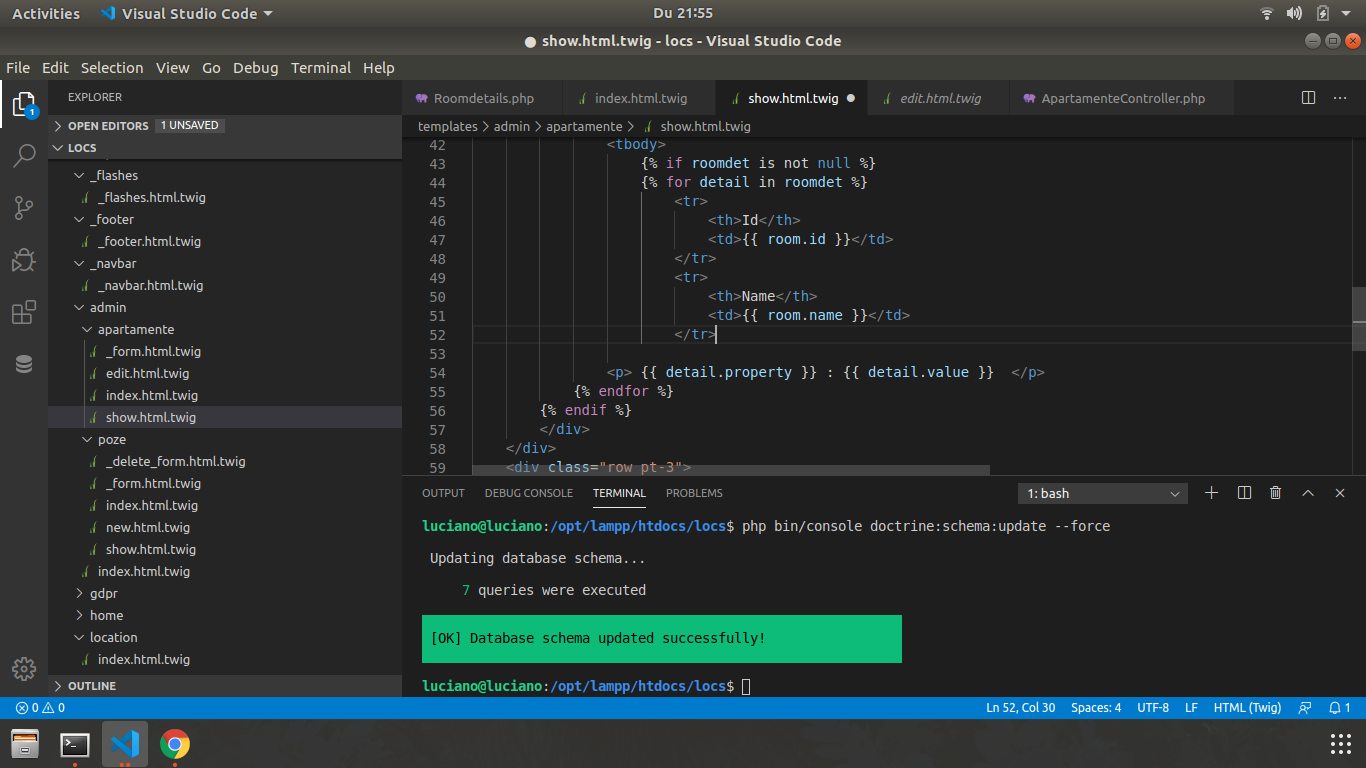 Activities Visual Studio Code Du 21:55
● show.html.twig - locs - Visual Studio Code
File Edit Selection View Go Debug Terminal Help
1
EXPLORER
OPEN EDITORS 1 UNSAVED
LOCS
_flashes
_flashes.html.twig
_footer
_footer.html.twig
_navbar
_navbar.html.twig
admin
apartamente
_form.html.twig
edit.html.twig
index.html.twig
show.html.twig
poze
_delete_form.html.twig
_form.html.twig
index.html.twig
new.html.twig
show.html.twig
index.html.twig
gdpr
home
location
index.html.twig
OUTLINE
Roomdetails.php index.html.twig show.html.twig ● edit.html.twig ApartamenteController.php ...
templates > admin > apartamente > show.html.twig
42 <tbody>
43 {% if roomdet is not null %}
44 {% for detail in roomdet %}
45 <tr>
46 <th>Id</th>
47 <td>{{ room.id }}</td>
48 </tr>
49 <tr>
50 <th>Name</th>
51 <td>{{ room.name }}</td>
52 </tr>
53
54 <p> {{ detail.property }} : {{ detail.value }}  </p>
55 {% endfor %}
56 {% endif %}
57 </div>
58 </div>
59 <div class="row pt-3">
OUTPUT DEBUG CONSOLE TERMINAL PROBLEMS 1: bash
luciano@luciano:/opt/lampp/htdocs/locs$ php bin/console doctrine:schema:update --force
Updating database schema...
7 queries were executed
[OK] Database schema updated successfully!
luciano@luciano:/opt/lampp/htdocs/locs$
0 0 Ln 52, Col 30 Spaces: 4 UTF-8 LF HTML (Twig) 1